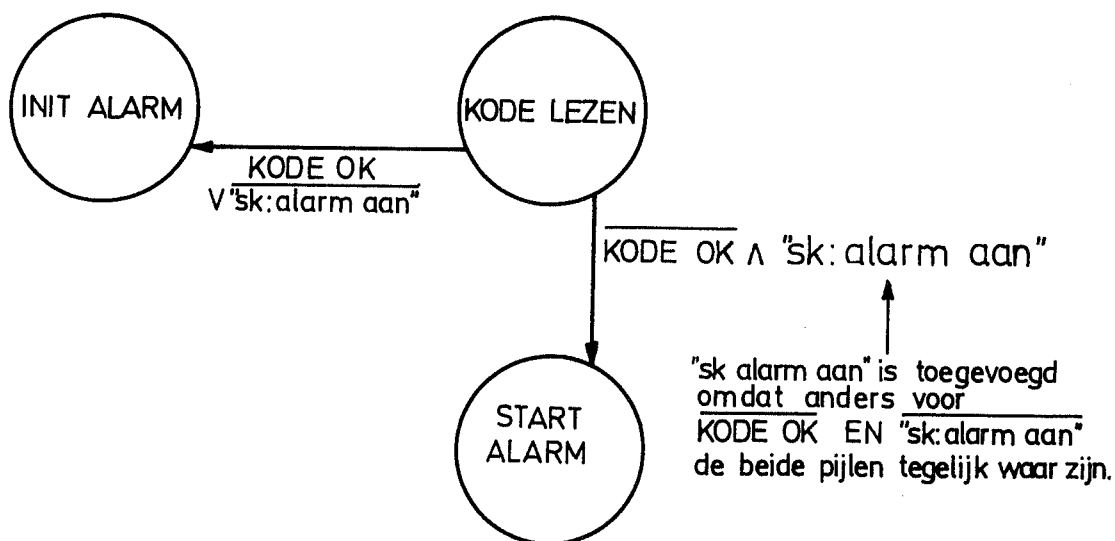 INIT ALARM
KODE LEZEN
KODE OK
V "sk:alarm aan"
KODE OK Λ "sk: alarm aan"
START
ALARM
"sk alarm aan" is toegevoegd
omdat anders voor
KODE OK EN "sk:alarm aan"
de beide pijlen tegelijk waar zijn.